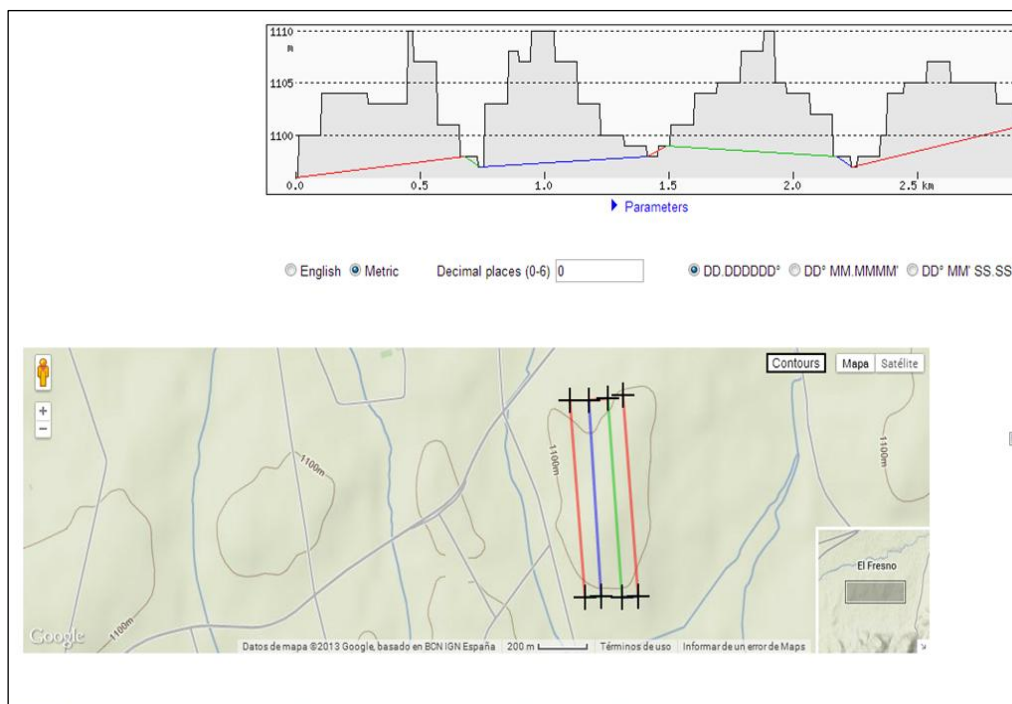 1110
m
1105
1100
0.0 0.5 1.0 1.5 2.0 2.5 km
Parameters
English Metric Decimal places (0-6) 0 DD.DDDDDD° DD° MM.MMMM' DD° MM' SS.SS
Contours Mapa Satélite
+
−
1100m
1100m
1100m
1100m
El Fresno
Google
Datos de mapa ©2013 Google, basado en BCN IGN España 200 m Términos de uso Informar de un error de Maps